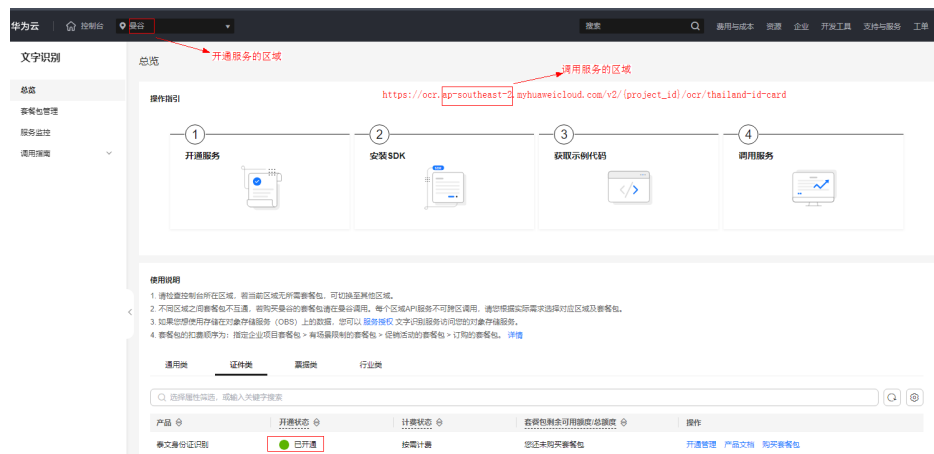 华为云 控制台 曼谷 搜索 费用与成本 资源 企业 开发工具 支持与服务 工单
文字识别
总览
套餐包管理
服务监控
调用指南
总览
开通服务的区域
调用服务的区域
操作指引
https://ocr.ap-southeast-2.myhuaweicloud.com/v2/{project_id}/ocr/thailand-id-card
1 2 3 4
开通服务 安装SDK 获取示例代码 调用服务
使用说明
1. 请检查控制台所在区域，若当前区域无所需套餐包，可切换至其他区域。
2. 不同区域之间套餐包不互通，若购买曼谷的套餐包请在曼谷调用。每个区域API服务不可跨区调用，请您根据实际需求选择对应区域及套餐包。
3. 如果您想使用存储在对象存储服务（OBS）上的数据，您可以 服务授权 文字识别服务访问您的对象存储服务。
4. 套餐包的扣费顺序为：指定企业项目套餐包 > 有场景限制的套餐包 > 促销活动的套餐包 > 订购的套餐包。 详情
通用类 证件类 票据类 行业类
选择属性筛选，或输入关键字搜索
产品 开通状态 计费状态 套餐包剩余可用额度/总额度 操作
泰文身份证识别 已开通 按需计费 您还未购买套餐包 开通管理 产品文档 购买套餐包